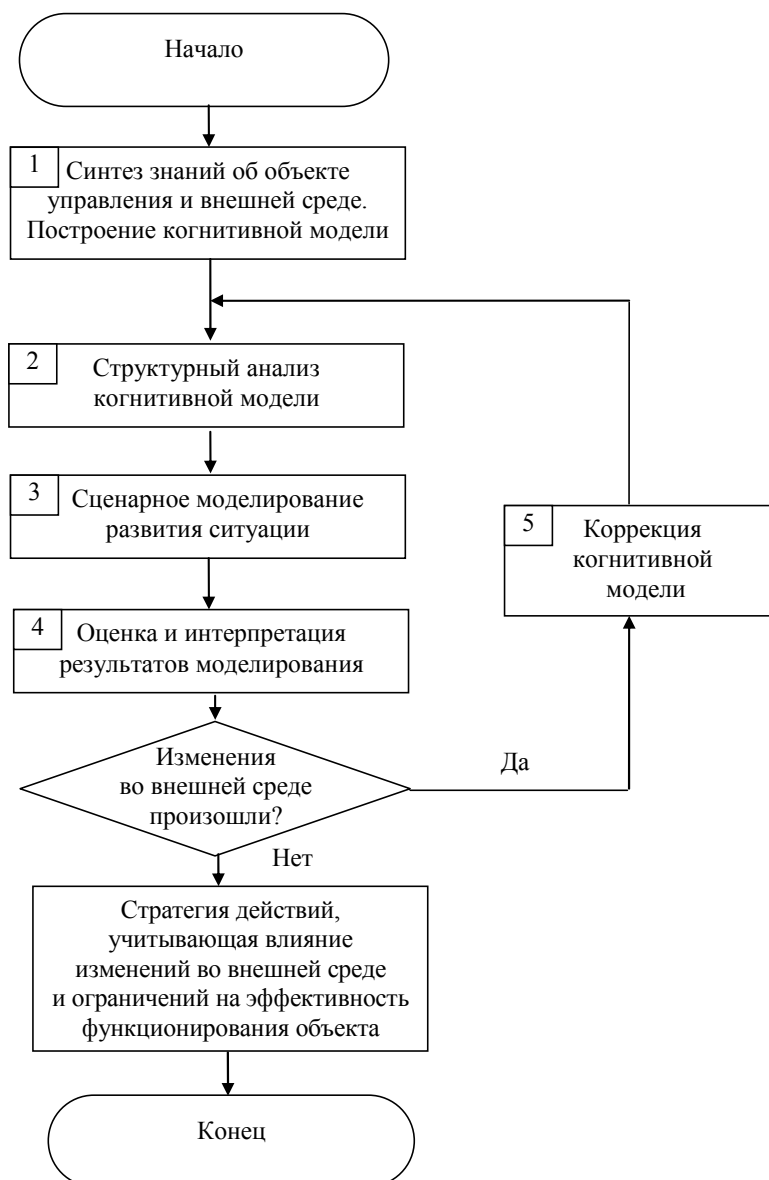 Начало
1
Синтез знаний об объекте
управления и внешней среде.
Построение когнитивной модели
2
Структурный анализ
когнитивной модели
3
Сценарное моделирование
развития ситуации
5
Коррекция
когнитивной
модели
4
Оценка и интерпретация
результатов моделирования
Изменения
во внешней среде
произошли?
Да
Нет
Стратегия действий,
учитывающая влияние
изменений во внешней среде
и ограничений на эффективность
функционирования объекта
Конец